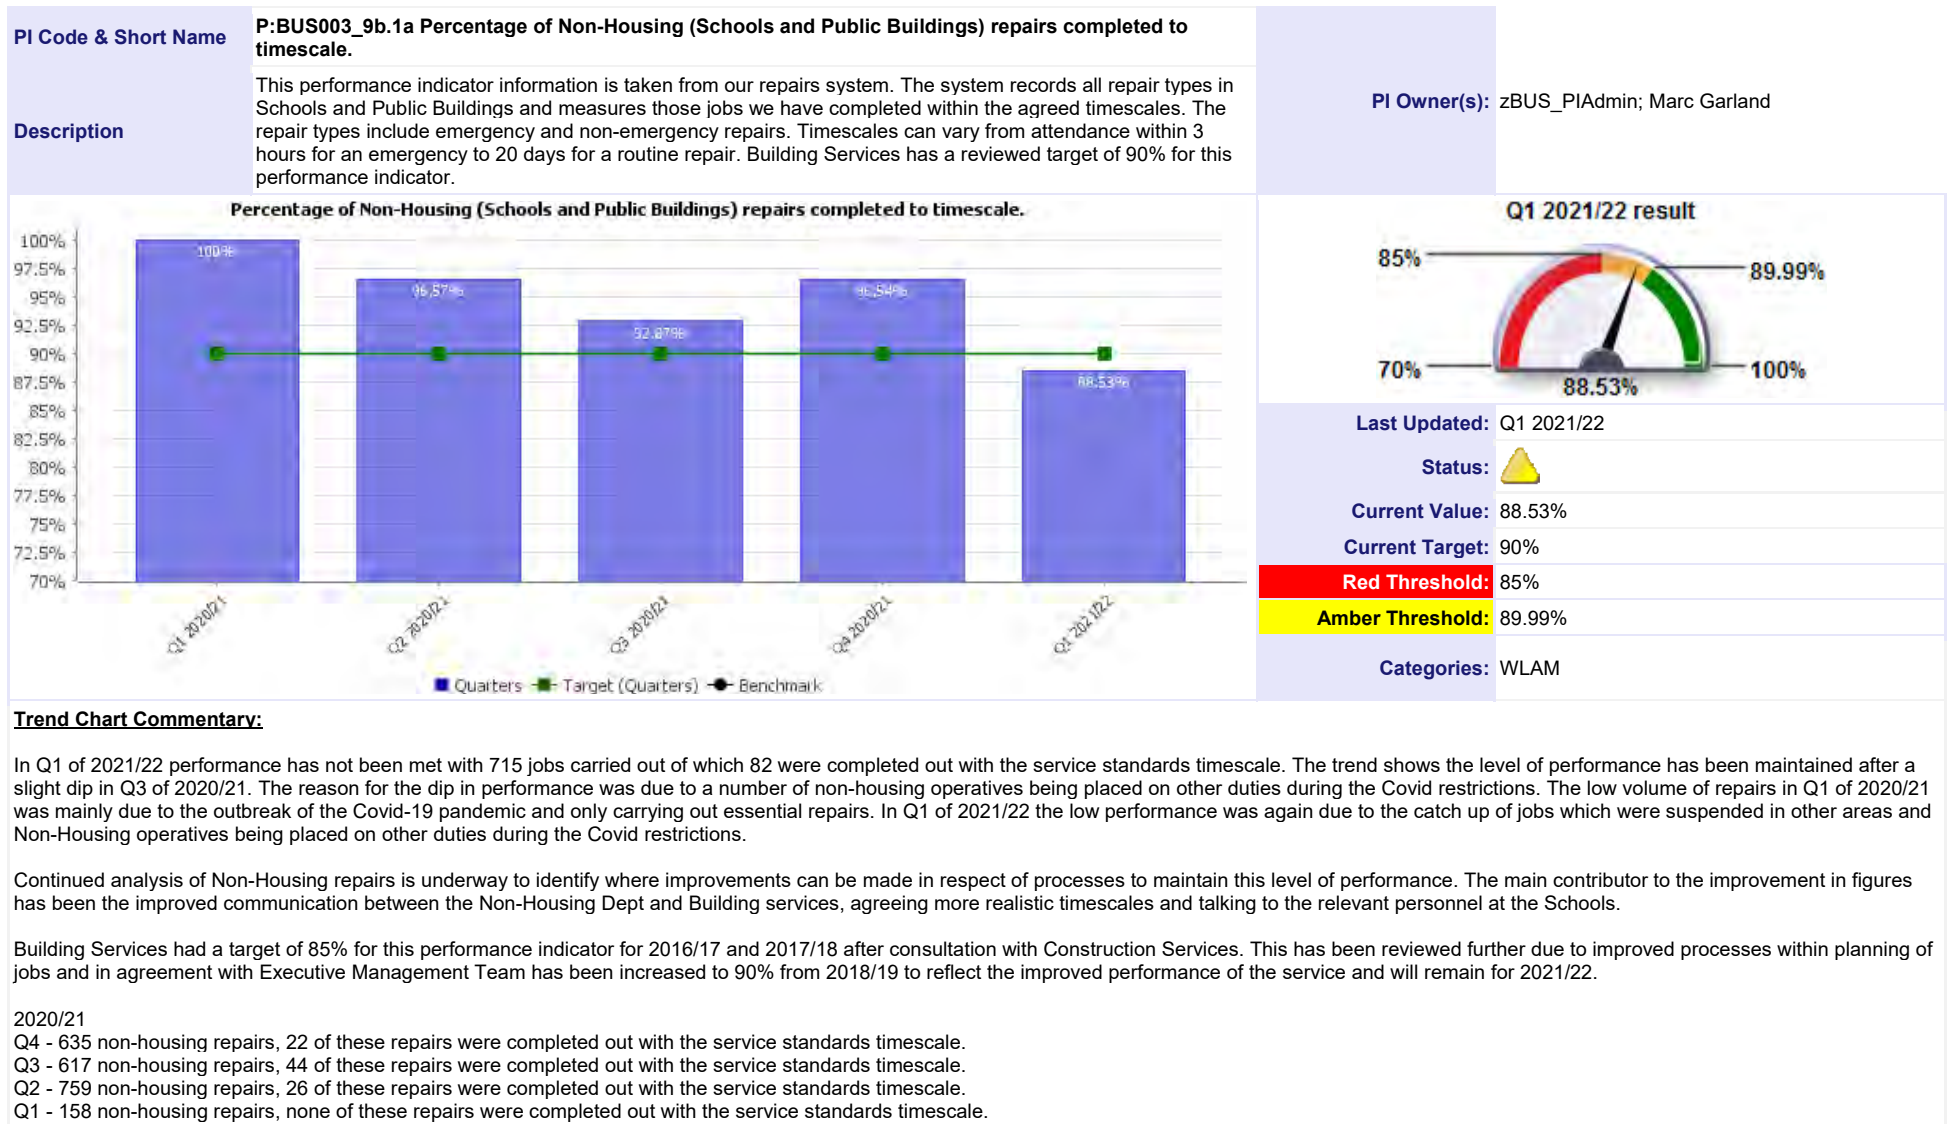 PI Code & Short Name
P:BUS003_9b.1a Percentage of Non-Housing (Schools and Public Buildings) repairs completed to
timescale.
Description
This performance indicator information is taken from our repairs system. The system records all repair types in
Schools and Public Buildings and measures those jobs we have completed within the agreed timescales. The
repair types include emergency and non-emergency repairs. Timescales can vary from attendance within 3
hours for an emergency to 20 days for a routine repair. Building Services has a reviewed target of 90% for this
performance indicator.
PI Owner(s): zBUS_PIAdmin; Marc Garland
Percentage of Non-Housing (Schools and Public Buildings) repairs completed to timescale.
100%
97.5%
95%
92.5%
90%
87.5%
85%
82.5%
80%
77.5%
75%
72.5%
70%
100%
96.57%
92.87%
96.54%
88.53%
Q1 2020/21
Q2 2020/21
Q3 2020/21
Q4 2020/21
Q1 2021/22
Quarters Target (Quarters) Benchmark
Q1 2021/22 result
85%
89.99%
70%
100%
88.53%
Last Updated: Q1 2021/22
Status:
Current Value: 88.53%
Current Target: 90%
Red Threshold: 85%
Amber Threshold: 89.99%
Categories: WLAM
Trend Chart Commentary:
In Q1 of 2021/22 performance has not been met with 715 jobs carried out of which 82 were completed out with the service standards timescale. The trend shows the level of performance has been maintained after a
slight dip in Q3 of 2020/21. The reason for the dip in performance was due to a number of non-housing operatives being placed on other duties during the Covid restrictions. The low volume of repairs in Q1 of 2020/21
was mainly due to the outbreak of the Covid-19 pandemic and only carrying out essential repairs. In Q1 of 2021/22 the low performance was again due to the catch up of jobs which were suspended in other areas and
Non-Housing operatives being placed on other duties during the Covid restrictions.
Continued analysis of Non-Housing repairs is underway to identify where improvements can be made in respect of processes to maintain this level of performance. The main contributor to the improvement in figures
has been the improved communication between the Non-Housing Dept and Building services, agreeing more realistic timescales and talking to the relevant personnel at the Schools.
Building Services had a target of 85% for this performance indicator for 2016/17 and 2017/18 after consultation with Construction Services. This has been reviewed further due to improved processes within planning of
jobs and in agreement with Executive Management Team has been increased to 90% from 2018/19 to reflect the improved performance of the service and will remain for 2021/22.
2020/21
Q4 - 635 non-housing repairs, 22 of these repairs were completed out with the service standards timescale.
Q3 - 617 non-housing repairs, 44 of these repairs were completed out with the service standards timescale.
Q2 - 759 non-housing repairs, 26 of these repairs were completed out with the service standards timescale.
Q1 - 158 non-housing repairs, none of these repairs were completed out with the service standards timescale.